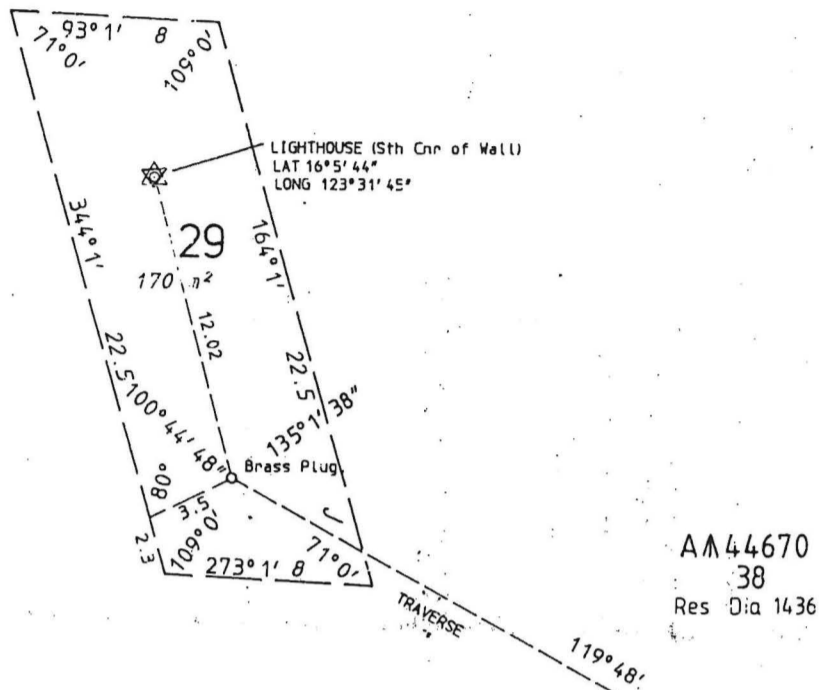 93°1' 8
71°0'
109°0'
LIGHTHOUSE (Sth Cnr of Wall)
LAT 16°5'44"
LONG 123°31'45"
344°1'
29
164°1'
170 m²
12.02
22.5
22.5
100°44'48"
135°1'38"
Brass Plug
80°
3.5
2.3
109°0'
71°0'
273°1' 8
TRAVERSE
119°48'
A 44670
38
Res Dia 1436